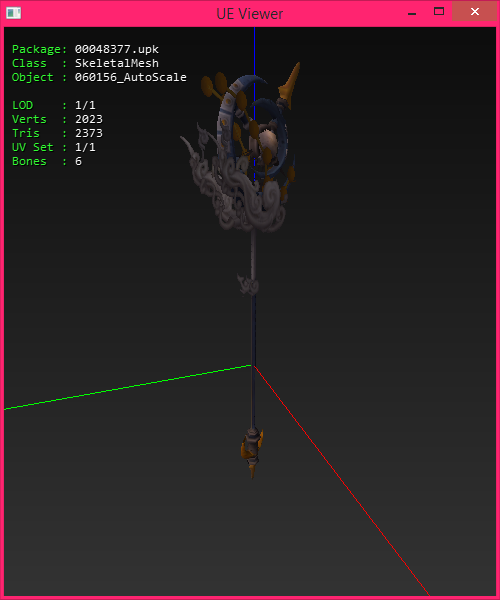 UE Viewer
Package: 00048377.upk
Class : SkeletalMesh
Object : 060156_AutoScale
LOD : 1/1
Verts : 2023
Tris : 2373
UV Set : 1/1
Bones : 6